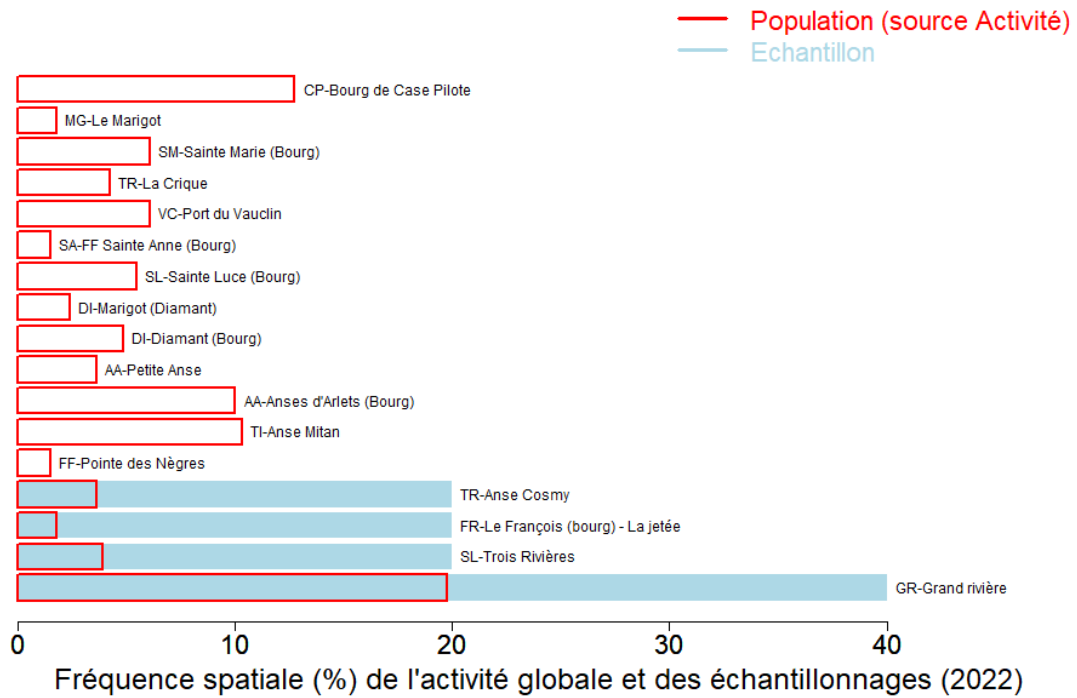 Population (source Activité)
Echantillon
CP-Bourg de Case Pilote
MG-Le Marigot
SM-Sainte Marie (Bourg)
TR-La Crique
VC-Port du Vauclin
SA-FF Sainte Anne (Bourg)
SL-Sainte Luce (Bourg)
DI-Marigot (Diamant)
DI-Diamant (Bourg)
AA-Petite Anse
AA-Anses d'Arlets (Bourg)
TI-Anse Mitan
FF-Pointe des Nègres
TR-Anse Cosmy
FR-Le François (bourg) - La jetée
SL-Trois Rivières
GR-Grand rivière
0 10 20 30 40
Fréquence spatiale (%) de l'activité globale et des échantillonnages (2022)